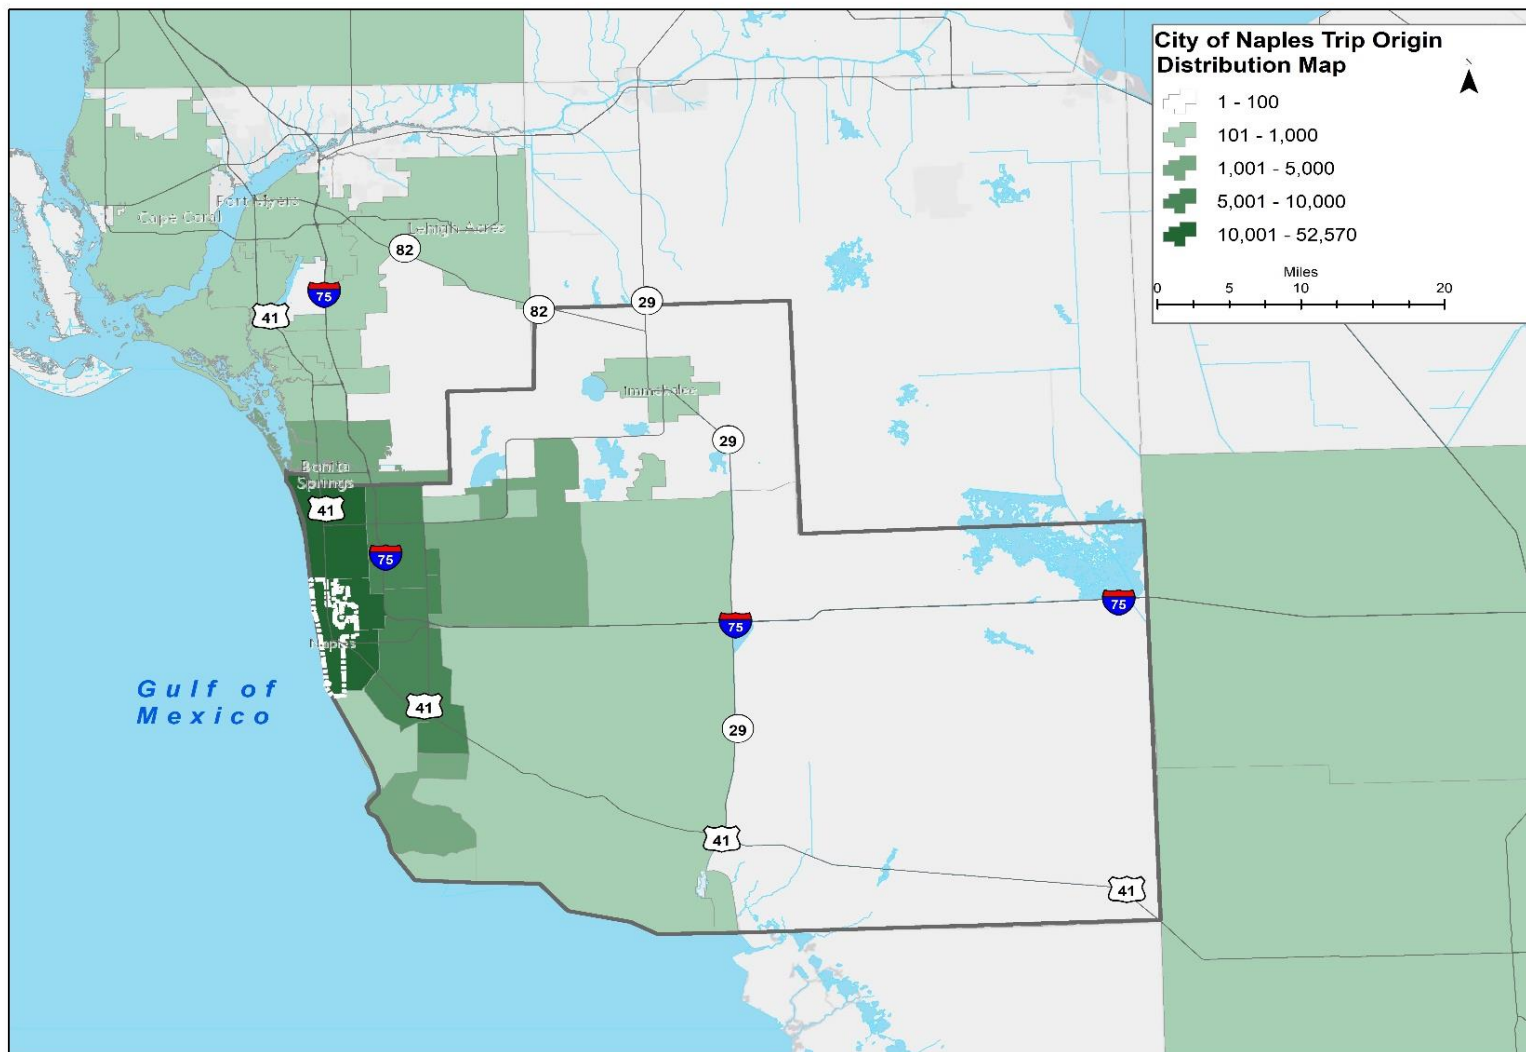 City of Naples Trip Origin
Distribution Map
N
1 - 100
101 - 1,000
1,001 - 5,000
5,001 - 10,000
10,001 - 52,570
Miles
0 5 10 20
Fort Myers
Cape Coral
Lehigh Acres
82
75
41
82
29
Immokalee
29
Bonita
Springs
41
75
75
75
Naples
Gulf of
Mexico
41
29
41
41